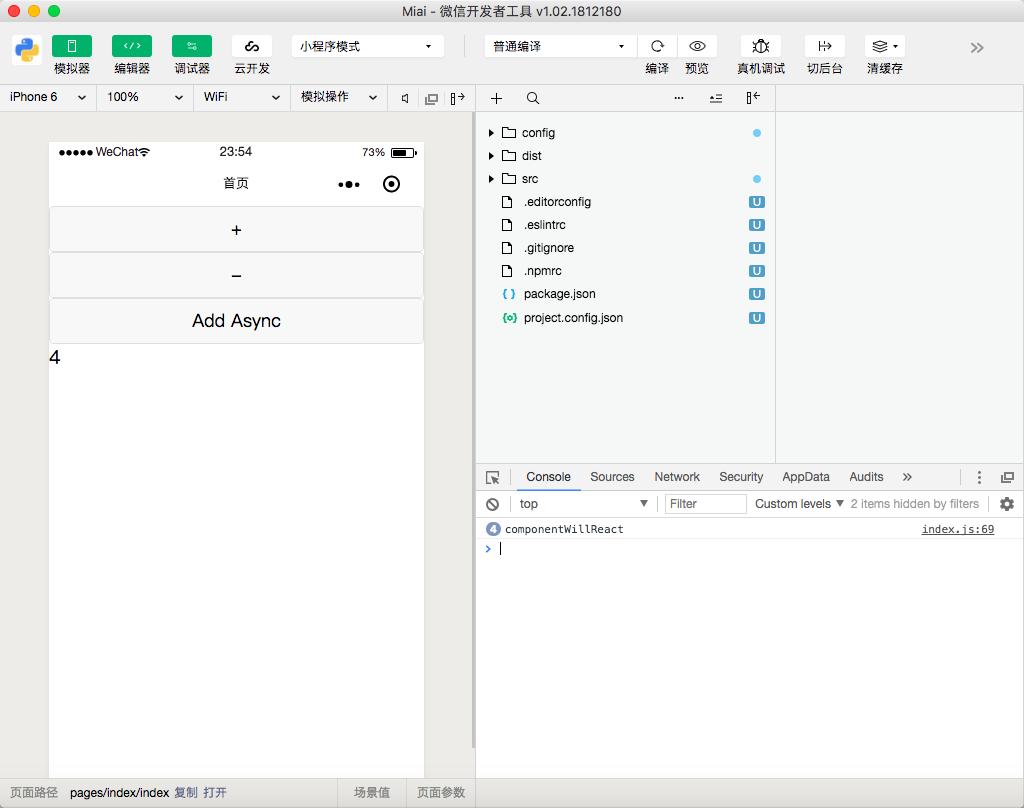 Miai - 微信开发者工具 v1.02.1812180
小程序模式
普通编译
模拟器 编辑器 调试器 云开发 编译 预览 真机调试 切后台 清缓存
iPhone 6 100% WiFi 模拟操作
WeChat 23:54 73%
首页
+
−
Add Async
4
config
dist
src
.editorconfig U
.eslintrc U
.gitignore U
.npmrc U
package.json U
project.config.json U
Console Sources Network Security AppData Audits
top Filter Custom levels 2 items hidden by filters
4 componentWillReact index.js:69
页面路径 pages/index/index 复制 打开 场景值 页面参数